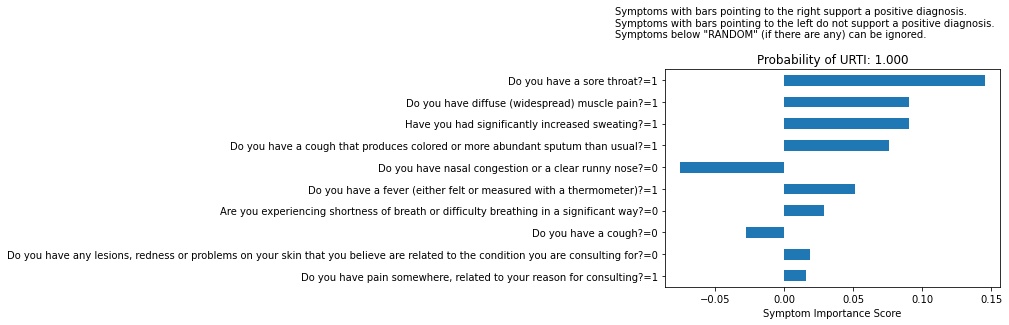 Symptoms with bars pointing to the right support a positive diagnosis.
Symptoms with bars pointing to the left do not support a positive diagnosis.
Symptoms below "RANDOM" (if there are any) can be ignored.
Probability of URTI: 1.000
Do you have a sore throat?=1
Do you have diffuse (widespread) muscle pain?=1
Have you had significantly increased sweating?=1
Do you have a cough that produces colored or more abundant sputum than usual?=1
Do you have nasal congestion or a clear runny nose?=0
Do you have a fever (either felt or measured with a thermometer)?=1
Are you experiencing shortness of breath or difficulty breathing in a significant way?=0
Do you have a cough?=0
Do you have any lesions, redness or problems on your skin that you believe are related to the condition you are consulting for?=0
Do you have pain somewhere, related to your reason for consulting?=1
−0.05 0.00 0.05 0.10 0.15
Symptom Importance Score